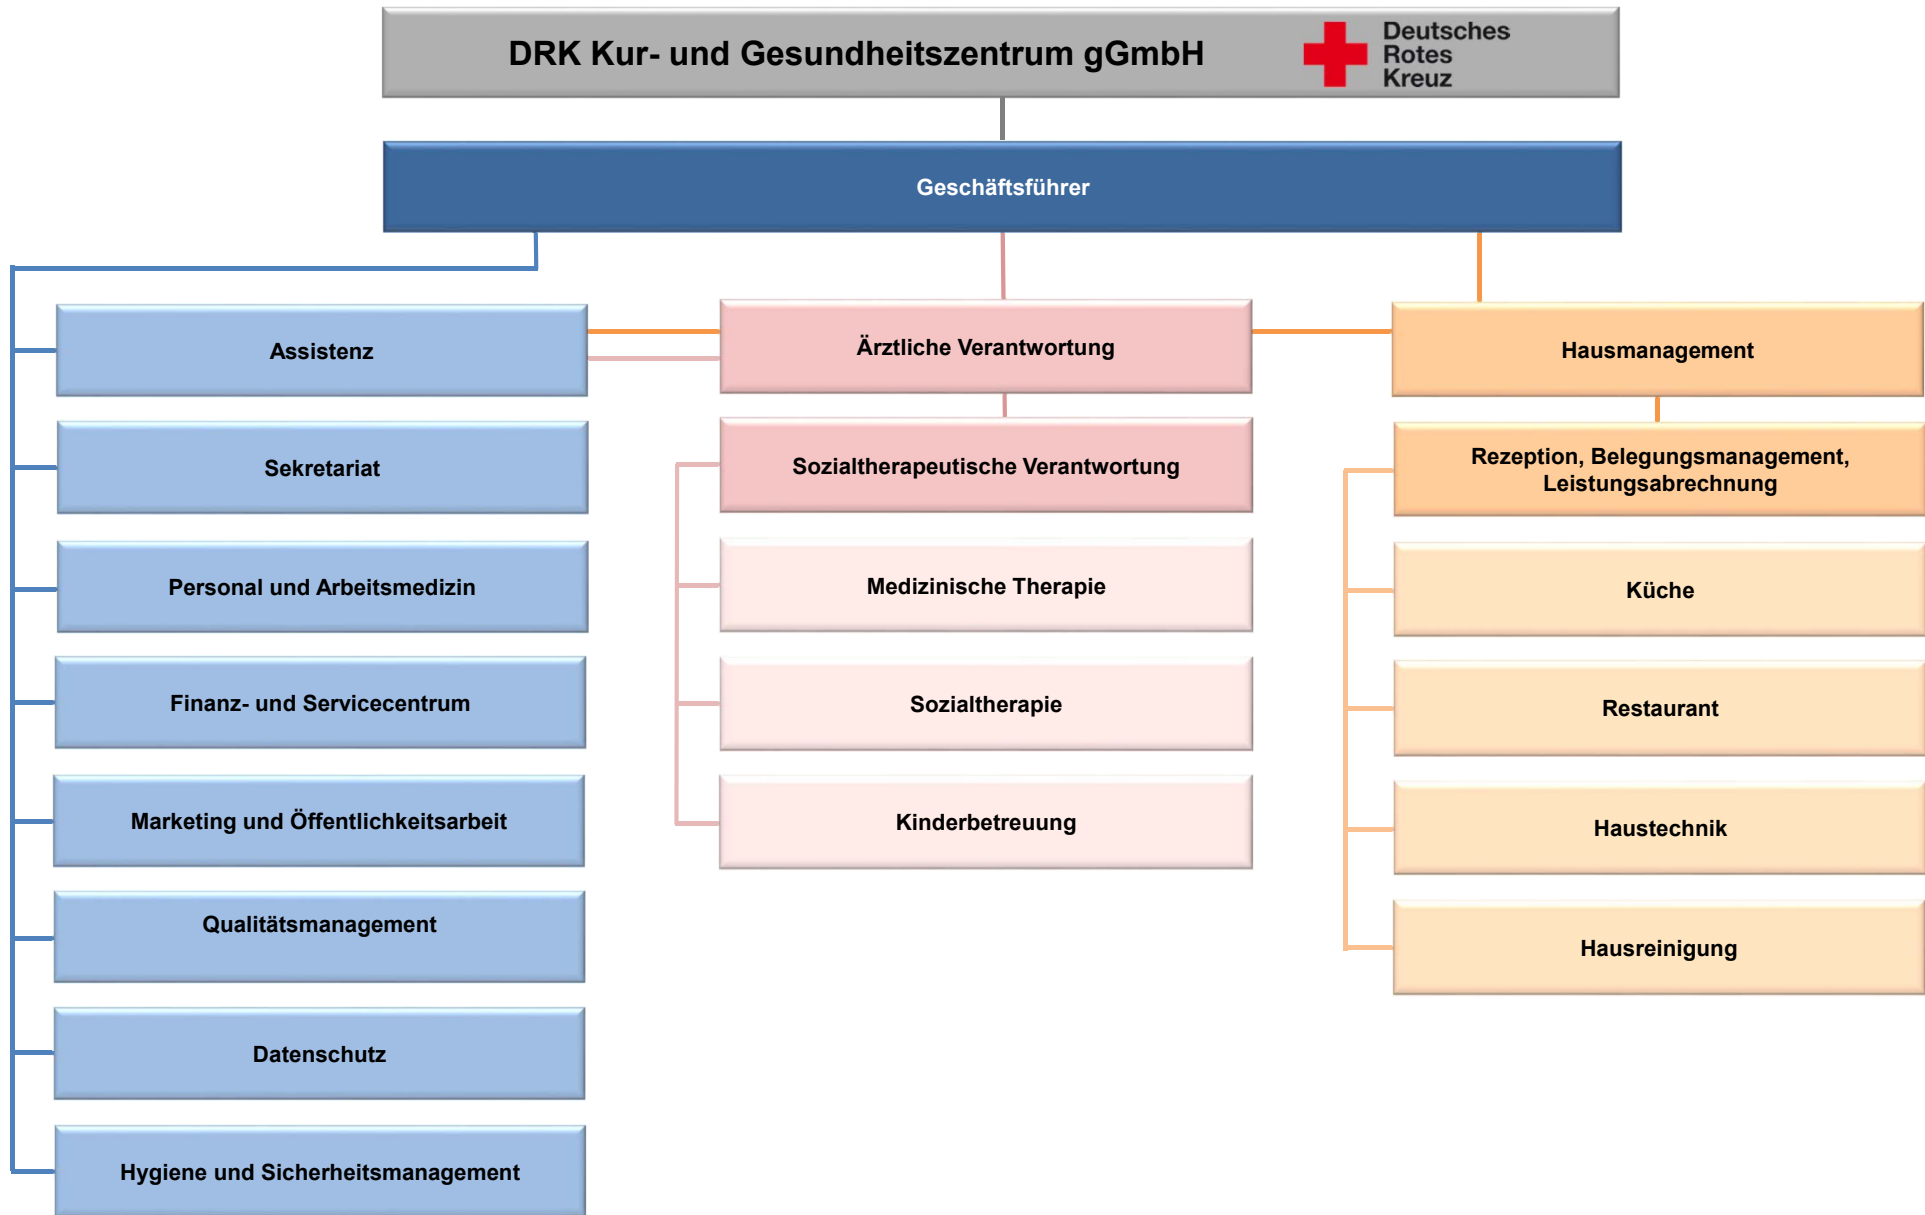 DRK Kur- und Gesundheitszentrum gGmbH
Deutsches
Rotes
Kreuz
Geschäftsführer
Assistenz
Sekretariat
Personal und Arbeitsmedizin
Finanz- und Servicecentrum
Marketing und Öffentlichkeitsarbeit
Qualitätsmanagement
Datenschutz
Hygiene und Sicherheitsmanagement
Ärztliche Verantwortung
Sozialtherapeutische Verantwortung
Medizinische Therapie
Sozialtherapie
Kinderbetreuung
Hausmanagement
Rezeption, Belegungsmanagement,
Leistungsabrechnung
Küche
Restaurant
Haustechnik
Hausreinigung